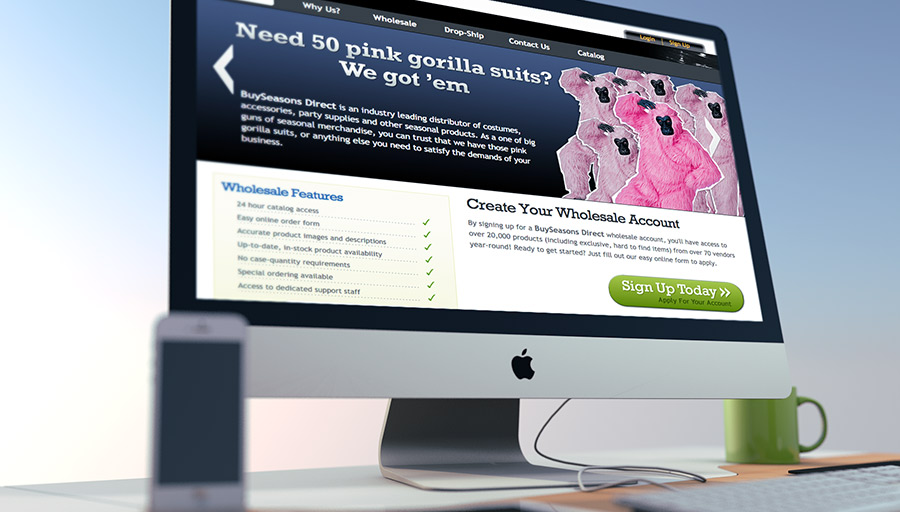 Why Us?
Wholesale
Drop-Ship
Contact Us
Catalog
Login | Sign Up
Need 50 pink gorilla suits?
We got ’em
BuySeasons Direct is an industry leading distributor of costumes,
accessories, party supplies and other seasonal products. As a one of big
guns of seasonal merchandise, you can trust that we have those pink
gorilla suits, or anything else you need to satisfy the demands of your
business.
Wholesale Features
24 hour catalog access
Easy online order form
Accurate product images and descriptions
Up-to-date, in-stock product availability
No case-quantity requirements
Special ordering available
Access to dedicated support staff
Create Your Wholesale Account
By signing up for a BuySeasons Direct wholesale account, you'll have access to
over 20,000 products (including exclusive, hard to find items) from over 70 vendors
year-round! Ready to get started? Just fill out our easy online form to apply.
Sign Up Today »
Apply For Your Account